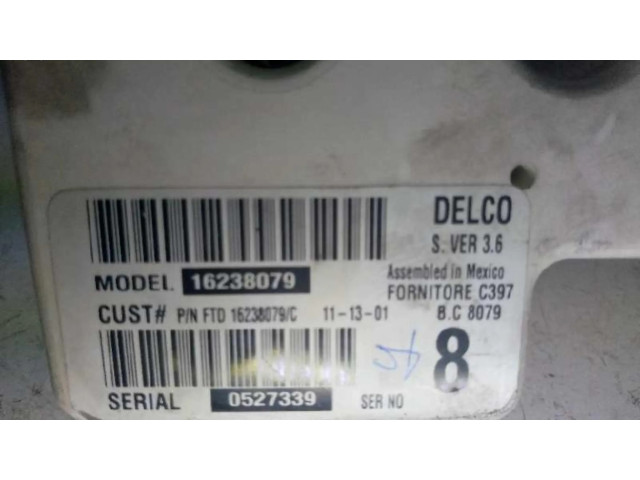 DELCO
S. VER 3.6
MODEL 16238079
Assembled in Mexico
FORNITORE C397
CUST# P/N FTD 16238079/C 11-13-01 B.C 8079
8
SERIAL 0527339 SER NO